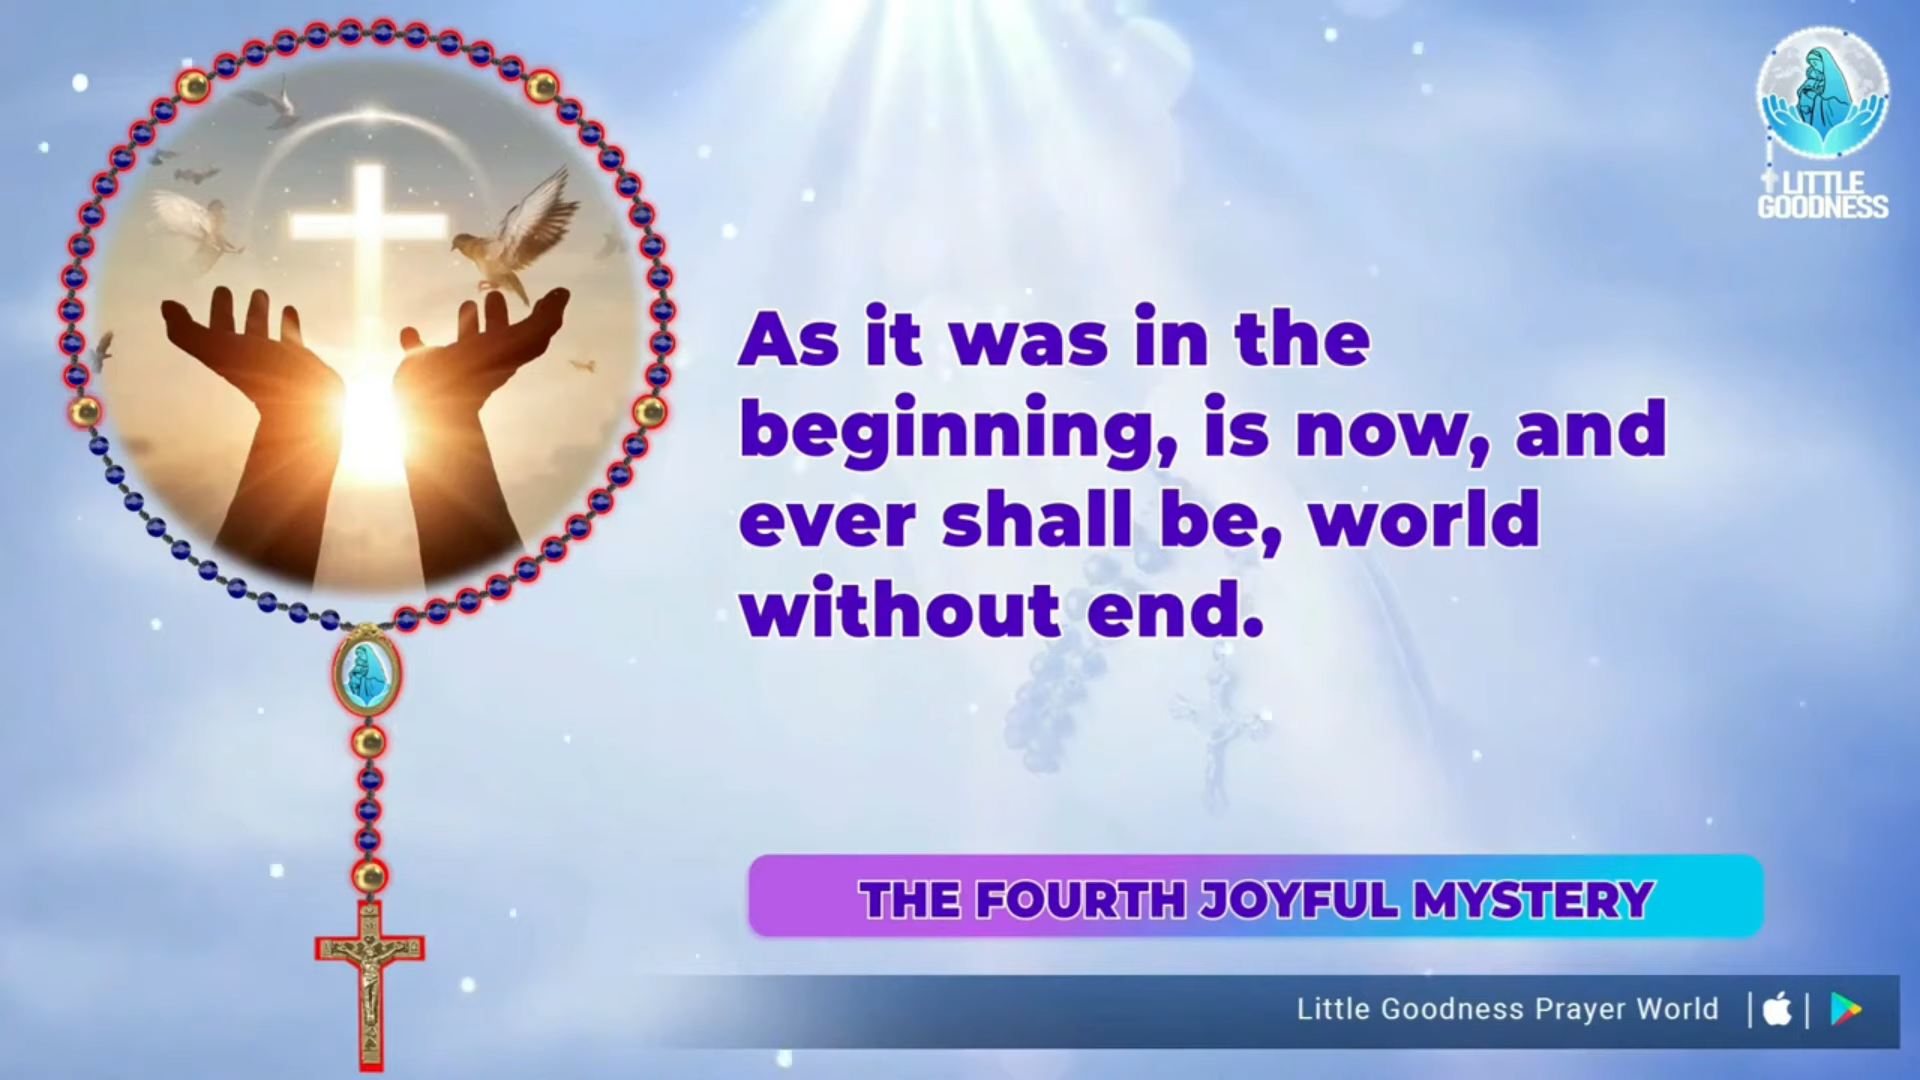 LITTLE
GOODNESS
As it was in the
beginning, is now, and
ever shall be, world
without end.
THE FOURTH JOYFUL MYSTERY
Little Goodness Prayer World